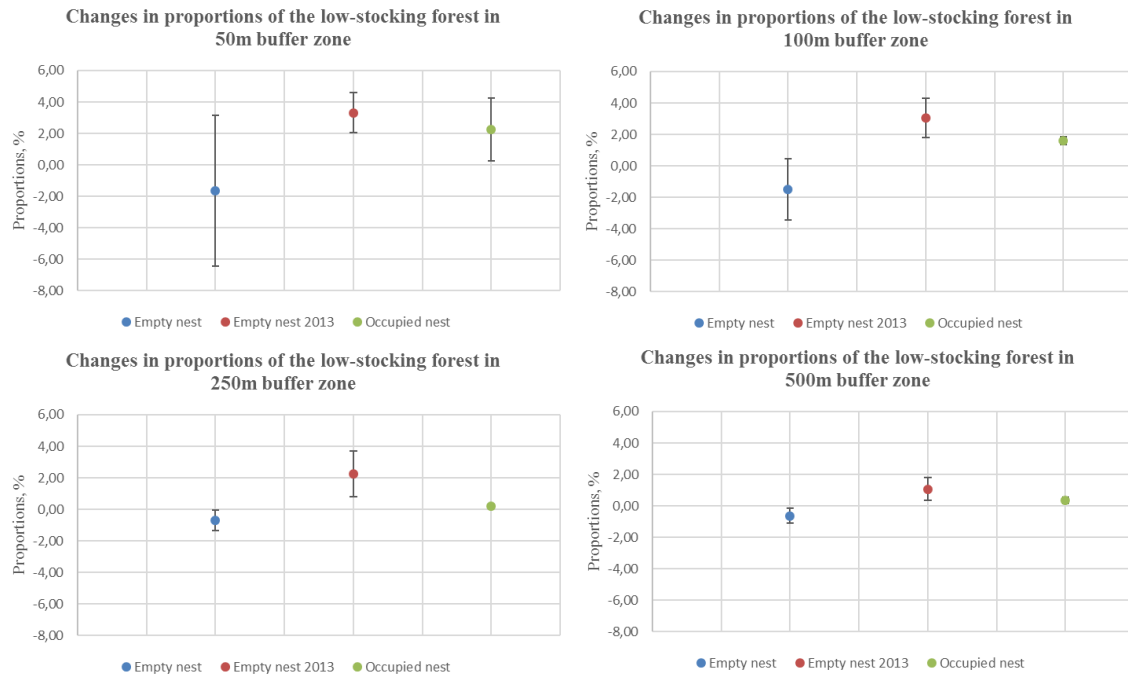 Changes in proportions of the low-stocking forest in
50m buffer zone
Proportions, %
6,00
4,00
2,00
0,00
-2,00
-4,00
-6,00
-8,00
Empty nest
Empty nest 2013
Occupied nest
Changes in proportions of the low-stocking forest in
100m buffer zone
Proportions, %
6,00
4,00
2,00
0,00
-2,00
-4,00
-6,00
-8,00
Empty nest
Empty nest 2013
Occupied nest
Changes in proportions of the low-stocking forest in
250m buffer zone
Proportions, %
6,00
4,00
2,00
0,00
-2,00
-4,00
-6,00
-8,00
Empty nest
Empty nest 2013
Occupied nest
Changes in proportions of the low-stocking forest in
500m buffer zone
Proportions, %
6,00
4,00
2,00
0,00
-2,00
-4,00
-6,00
-8,00
Empty nest
Empty nest 2013
Occupied nest